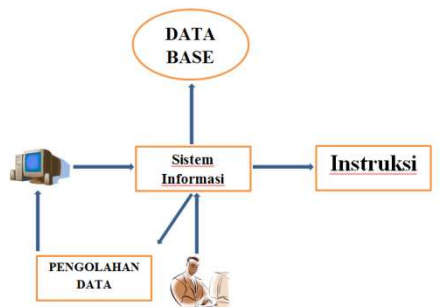 DATA
BASE
Sistem
Informasi
Instruksi
PENGOLAHAN
DATA